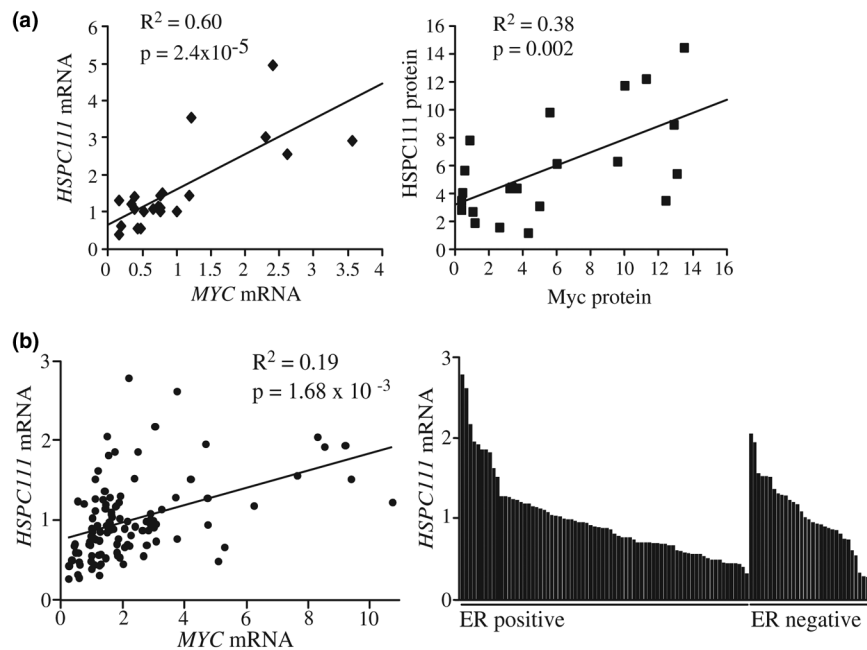 (a)
R² = 0.60
p = 2.4x10⁻⁵
HSPC111 mRNA
6
5
4
3
2
1
0
0 0.5 1 1.5 2 2.5 3 3.5 4
MYC mRNA
R² = 0.38
p = 0.002
HSPC111 protein
16
14
12
10
8
6
4
2
0
0 2 4 6 8 10 12 14 16
Myc protein
(b)
R² = 0.19
p = 1.68 x 10 ⁻³
HSPC111 mRNA
3
2
1
0
0 2 4 6 8 10
MYC mRNA
HSPC111 mRNA
3
2
1
0
ER positive ER negative